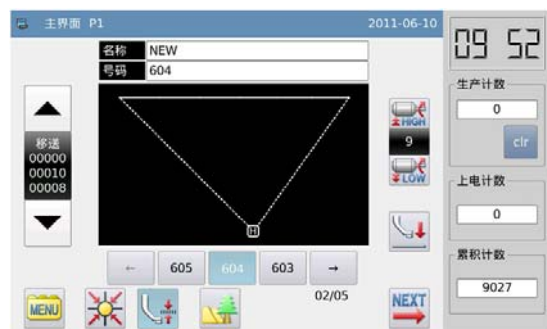 主界面 P1
2011-06-10
09 52
名称 NEW
号码 604
移送
00000
00010
00008
HIGH
9
LOW
H
生产计数
0
clr
上电计数
0
累积计数
9027
← 605 604 603 →
02/05
MENU
NEXT